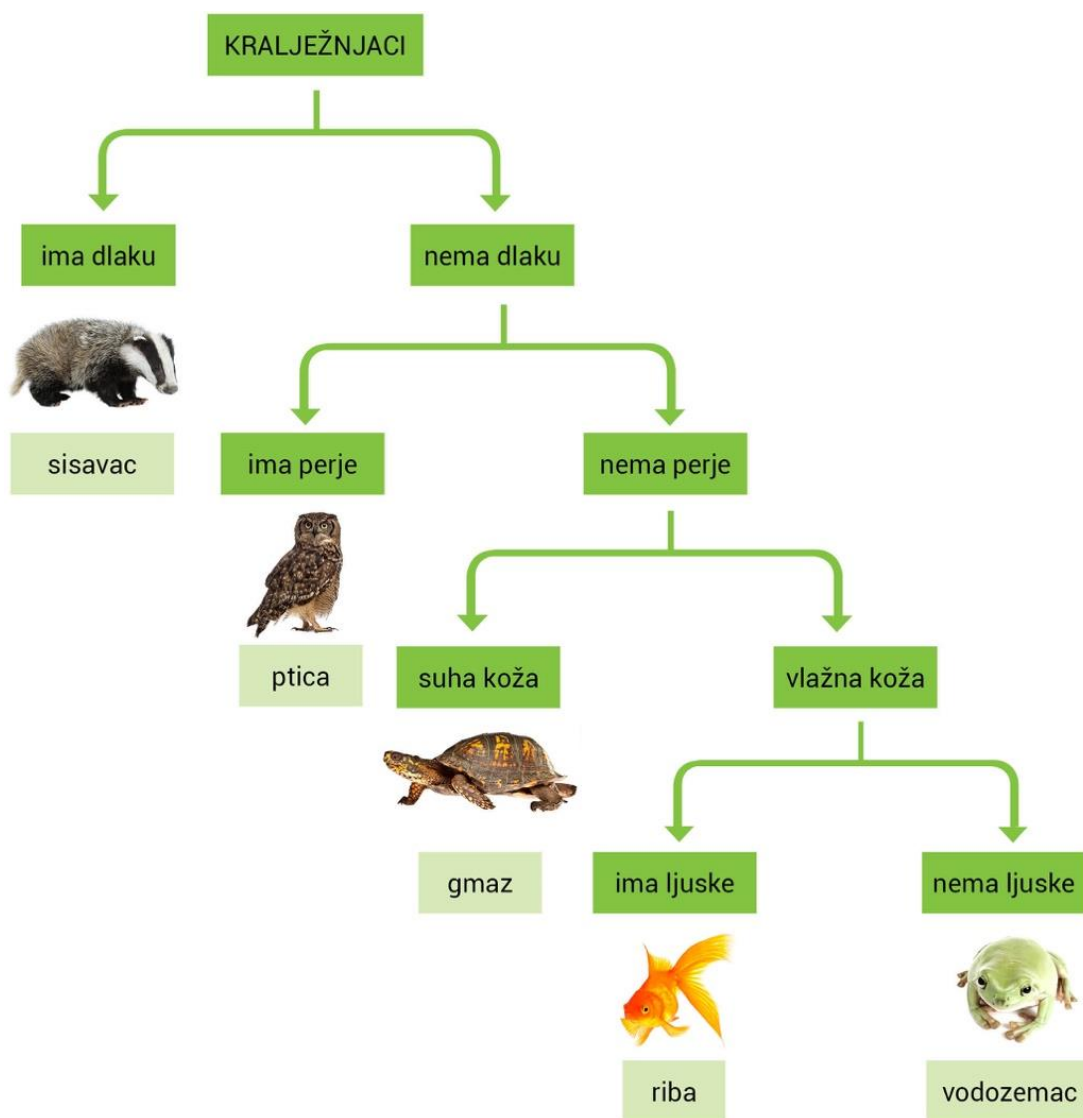 KRALJEŽNJACI
ima dlaku
nema dlaku
sisavac
ima perje
nema perje
ptica
suha koža
vlažna koža
gmaz
ima ljuske
nema ljuske
riba
vodozemac